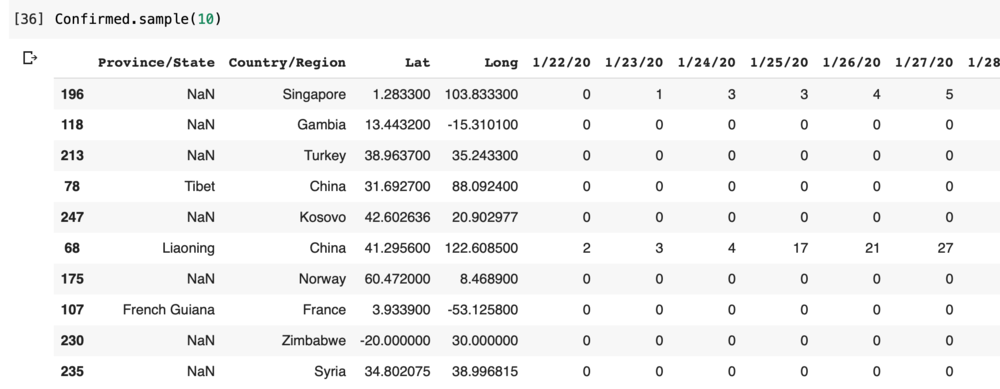 [36] Confirmed.sample(10)
Province/State Country/Region Lat Long 1/22/20 1/23/20 1/24/20 1/25/20 1/26/20 1/27/20 1/28
196 NaN Singapore 1.283300 103.833300 0 1 3 3 4 5
118 NaN Gambia 13.443200 -15.310100 0 0 0 0 0 0
213 NaN Turkey 38.963700 35.243300 0 0 0 0 0 0
78 Tibet China 31.692700 88.092400 0 0 0 0 0 0
247 NaN Kosovo 42.602636 20.902977 0 0 0 0 0 0
68 Liaoning China 41.295600 122.608500 2 3 4 17 21 27
175 NaN Norway 60.472000 8.468900 0 0 0 0 0 0
107 French Guiana France 3.933900 -53.125800 0 0 0 0 0 0
230 NaN Zimbabwe -20.000000 30.000000 0 0 0 0 0 0
235 NaN Syria 34.802075 38.996815 0 0 0 0 0 0